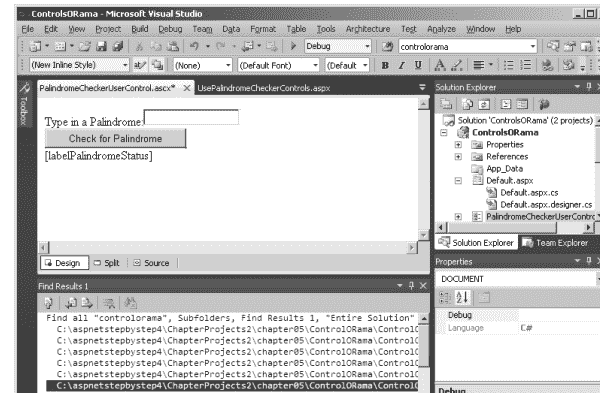 ControlsORama - Microsoft Visual Studio
File Edit View Project Build Debug Team Data Format Table Tools Architecture Test Analyze Window Help
Debug controlorama
(New Inline Style) (None) (Default Font) (Default B I U A
PalindromeCheckerUserControl.ascx* X UsePalindromeCheckerControls.aspx
Toolbox
Type in a Palindrome:
Check for Palindrome
[labelPalindromeStatus]
Design Split Source
Find Results 1
Find all "controlorama", Subfolders, Find Results 1, "Entire Solution"
C:\aspnetstepbystep4\ChapterProjects2\chapter05\ControlORama\ControlO
C:\aspnetstepbystep4\ChapterProjects2\chapter05\ControlORama\ControlO
C:\aspnetstepbystep4\ChapterProjects2\chapter05\ControlORama\ControlO
C:\aspnetstepbystep4\ChapterProjects2\chapter05\ControlORama\ControlO
C:\aspnetstepbystep4\ChapterProjects2\chapter05\ControlORama\ControlO
Solution Explorer
Solution 'ControlsORama' (2 projects)
ControlsORama
Properties
References
App_Data
Default.aspx
Default.aspx.cs
Default.aspx.designer.cs
PalindromeCheckerUserContro
Solution Explorer Team Explorer
Properties
DOCUMENT
Debug
Language C#
Debug